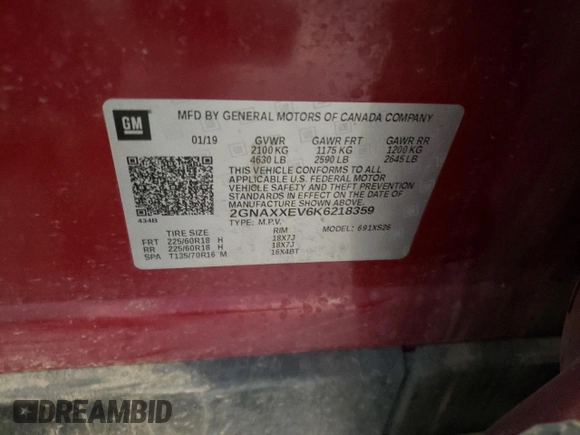 GM
MFD BY GENERAL MOTORS OF CANADA COMPANY
01/19 GVWR GAWR FRT GAWR RR
2100 KG 1175 KG 1200 KG
4630 LB 2590 LB 2645 LB
THIS VEHICLE CONFORMS TO ALL
APPLICABLE U.S. FEDERAL MOTOR
VEHICLE SAFETY AND THEFT PREVENTION
STANDARDS IN EFFECT ON THE DATE OF
MANUFACTURE SHOWN ABOVE.
2GNAXXEV6K6218359
434B
TYPE: M.P.V. MODEL: 691XS26
TIRE SIZE RIM
FRT 225/60R18 H 18X7J
RR 225/60R18 H 18X7J
SPA T135/70R16 M 16X4BT
DREAMBID